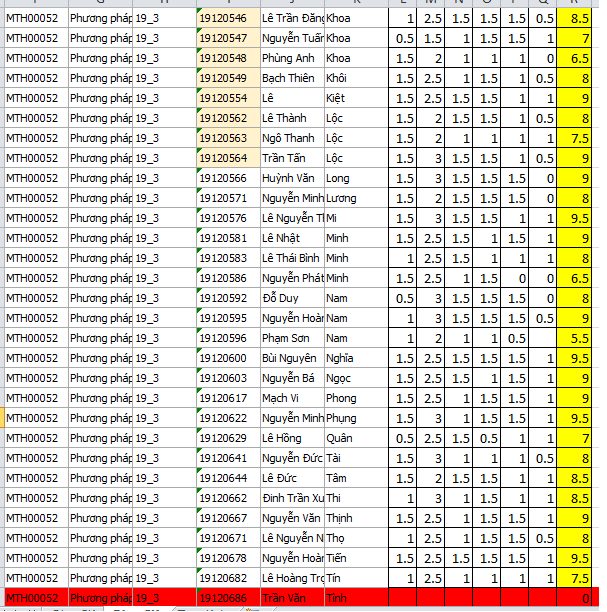 MTH00052 Phương pháp 19_3 19120546 Lê Trần Đăng Khoa 1 2.5 1.5 1.5 1.5 0.5 8.5
MTH00052 Phương pháp 19_3 19120547 Nguyễn Tuấn Khoa 0.5 1.5 1 1.5 1.5 1 7
MTH00052 Phương pháp 19_3 19120548 Phùng Anh Khoa 1.5 2 1 1 1 0 6.5
MTH00052 Phương pháp 19_3 19120549 Bạch Thiên Khôi 1.5 2.5 1 1.5 1 0.5 8
MTH00052 Phương pháp 19_3 19120554 Lê Kiệt 1.5 2.5 1.5 1.5 1 1 9
MTH00052 Phương pháp 19_3 19120562 Lê Thành Lộc 1.5 2 1.5 1.5 1 0.5 8
MTH00052 Phương pháp 19_3 19120563 Ngô Thanh Lộc 1.5 2 1 1 1 1 7.5
MTH00052 Phương pháp 19_3 19120564 Trần Tấn Lộc 1.5 3 1.5 1.5 1 0.5 9
MTH00052 Phương pháp 19_3 19120566 Huỳnh Văn Long 1.5 3 1.5 1.5 1.5 0 9
MTH00052 Phương pháp 19_3 19120571 Nguyễn Minh Lương 1.5 2 1.5 1.5 1.5 0 8
MTH00052 Phương pháp 19_3 19120576 Lê Nguyễn Th Mi 1.5 3 1.5 1.5 1 1 9.5
MTH00052 Phương pháp 19_3 19120581 Lê Nhật Minh 1.5 2.5 1.5 1 1.5 1 9
MTH00052 Phương pháp 19_3 19120583 Lê Thái Bình Minh 1 2.5 1 1.5 1 1 8
MTH00052 Phương pháp 19_3 19120586 Nguyễn Phát Minh 1.5 2.5 1 1.5 0 0 6.5
MTH00052 Phương pháp 19_3 19120592 Đỗ Duy Nam 0.5 3 1.5 1.5 1.5 0 8
MTH00052 Phương pháp 19_3 19120595 Nguyễn Hoàn Nam 1 3 1.5 1.5 1.5 0.5 9
MTH00052 Phương pháp 19_3 19120596 Phạm Sơn Nam 1 2 1 1 0.5 5.5
MTH00052 Phương pháp 19_3 19120600 Bùi Nguyên Nghĩa 1.5 2.5 1.5 1.5 1.5 1 9.5
MTH00052 Phương pháp 19_3 19120603 Nguyễn Bá Ngọc 1.5 2.5 1.5 1.5 1 1 9
MTH00052 Phương pháp 19_3 19120617 Mạch Vi Phong 1.5 2.5 1 1.5 1.5 1 9
MTH00052 Phương pháp 19_3 19120622 Nguyễn Minh Phụng 1.5 3 1 1.5 1.5 1 9.5
MTH00052 Phương pháp 19_3 19120629 Lê Hồng Quân 0.5 2.5 1.5 0.5 1 1 7
MTH00052 Phương pháp 19_3 19120641 Nguyễn Đức Tài 1.5 3 1 1 1 0.5 8
MTH00052 Phương pháp 19_3 19120644 Lê Đức Tâm 1.5 2 1.5 1.5 1 1 8.5
MTH00052 Phương pháp 19_3 19120662 Đinh Trần Xu Thi 1 3 1 1.5 1 1 8.5
MTH00052 Phương pháp 19_3 19120667 Nguyễn Văn Thịnh 1.5 2.5 1 1.5 1.5 1 9
MTH00052 Phương pháp 19_3 19120671 Lê Nguyễn N Thọ 1 2.5 1 1.5 1.5 0.5 8
MTH00052 Phương pháp 19_3 19120678 Nguyễn Hoàn Tiến 1.5 2.5 1.5 1.5 1.5 1 9.5
MTH00052 Phương pháp 19_3 19120682 Lê Hoàng Trọ Tín 1 2.5 1 1 1 1 7.5
MTH00052 Phương pháp 19_3 19120686 Trần Văn Tính 0